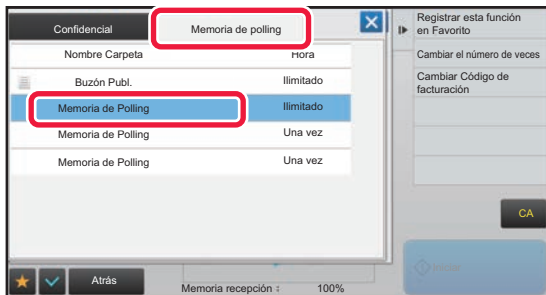 Confidencial
Memoria de polling
Nombre Carpeta
Hora
Buzón Publ.
Ilimitado
Memoria de Polling
Ilimitado
Memoria de Polling
Una vez
Memoria de Polling
Una vez
Atrás
Memoria recepción :
100%
Registrar esta función
en Favorito
Cambiar el número de veces
Cambiar Código de
facturación
CA